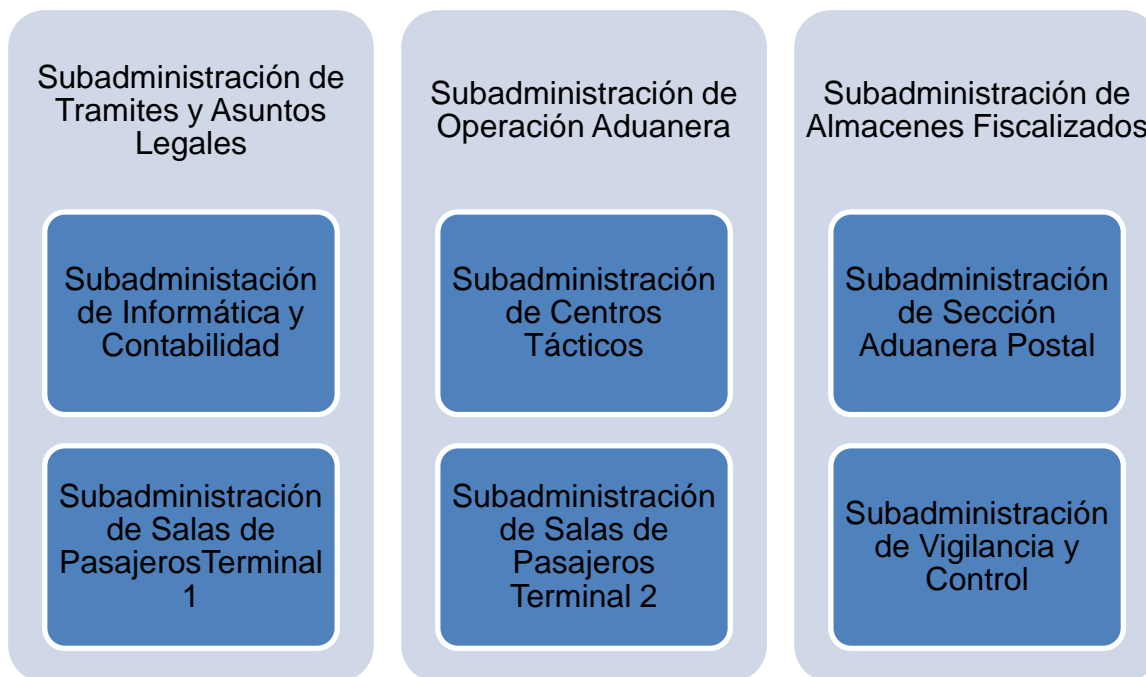 Subadministración de
Tramites y Asuntos
Legales
Subadministación
de Informática y
Contabilidad
Subadministración
de Salas de
PasajerosTerminal
1
Subadministración de
Operación Aduanera
Subadministración
de Centros
Tácticos
Subadministración
de Salas de
Pasajeros
Terminal 2
Subadministración de
Almacenes Fiscalizados
Subadministración
de Sección
Aduanera Postal
Subadministración
de Vigilancia y
Control